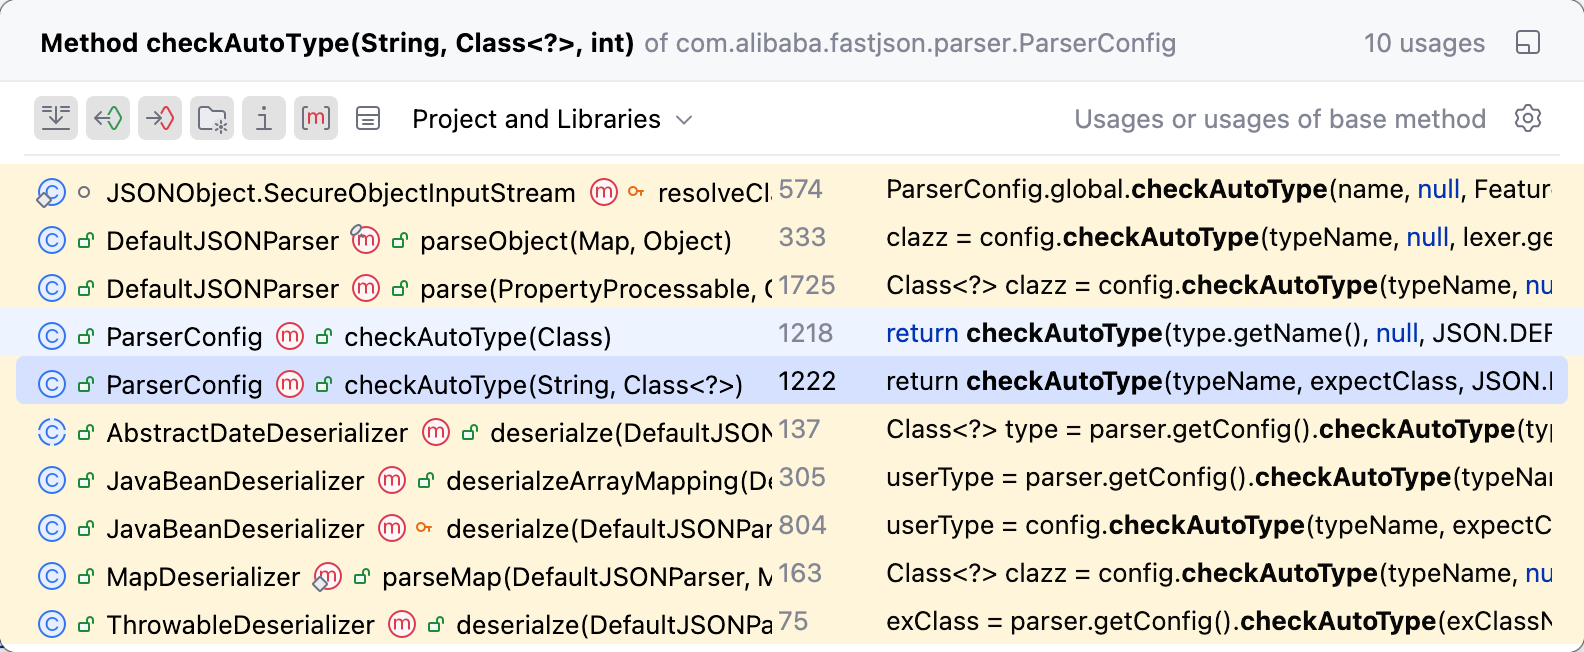 Method checkAutoType(String, Class<?>, int) of com.alibaba.fastjson.parser.ParserConfig 10 usages
Project and Libraries Usages or usages of base method
JSONObject.SecureObjectInputStream resolveCl 574 ParserConfig.global.checkAutoType(name, null, Featur
DefaultJSONParser parseObject(Map, Object) 333 clazz = config.checkAutoType(typeName, null, lexer.ge
DefaultJSONParser parse(PropertyProcessable, 1725 Class<?> clazz = config.checkAutoType(typeName, nu
ParserConfig checkAutoType(Class) 1218 return checkAutoType(type.getName(), null, JSON.DEF
ParserConfig checkAutoType(String, Class<?>) 1222 return checkAutoType(typeName, expectClass, JSON.
AbstractDateDeserializer deserialze(DefaultJSON 137 Class<?> type = parser.getConfig().checkAutoType(ty
JavaBeanDeserializer deserialzeArrayMapping(De 305 userType = parser.getConfig().checkAutoType(typeNa
JavaBeanDeserializer deserialze(DefaultJSONPar 804 userType = config.checkAutoType(typeName, expectC
MapDeserializer parseMap(DefaultJSONParser, M 163 Class<?> clazz = config.checkAutoType(typeName, nu
ThrowableDeserializer deserialze(DefaultJSONPa 75 exClass = parser.getConfig().checkAutoType(exClassN